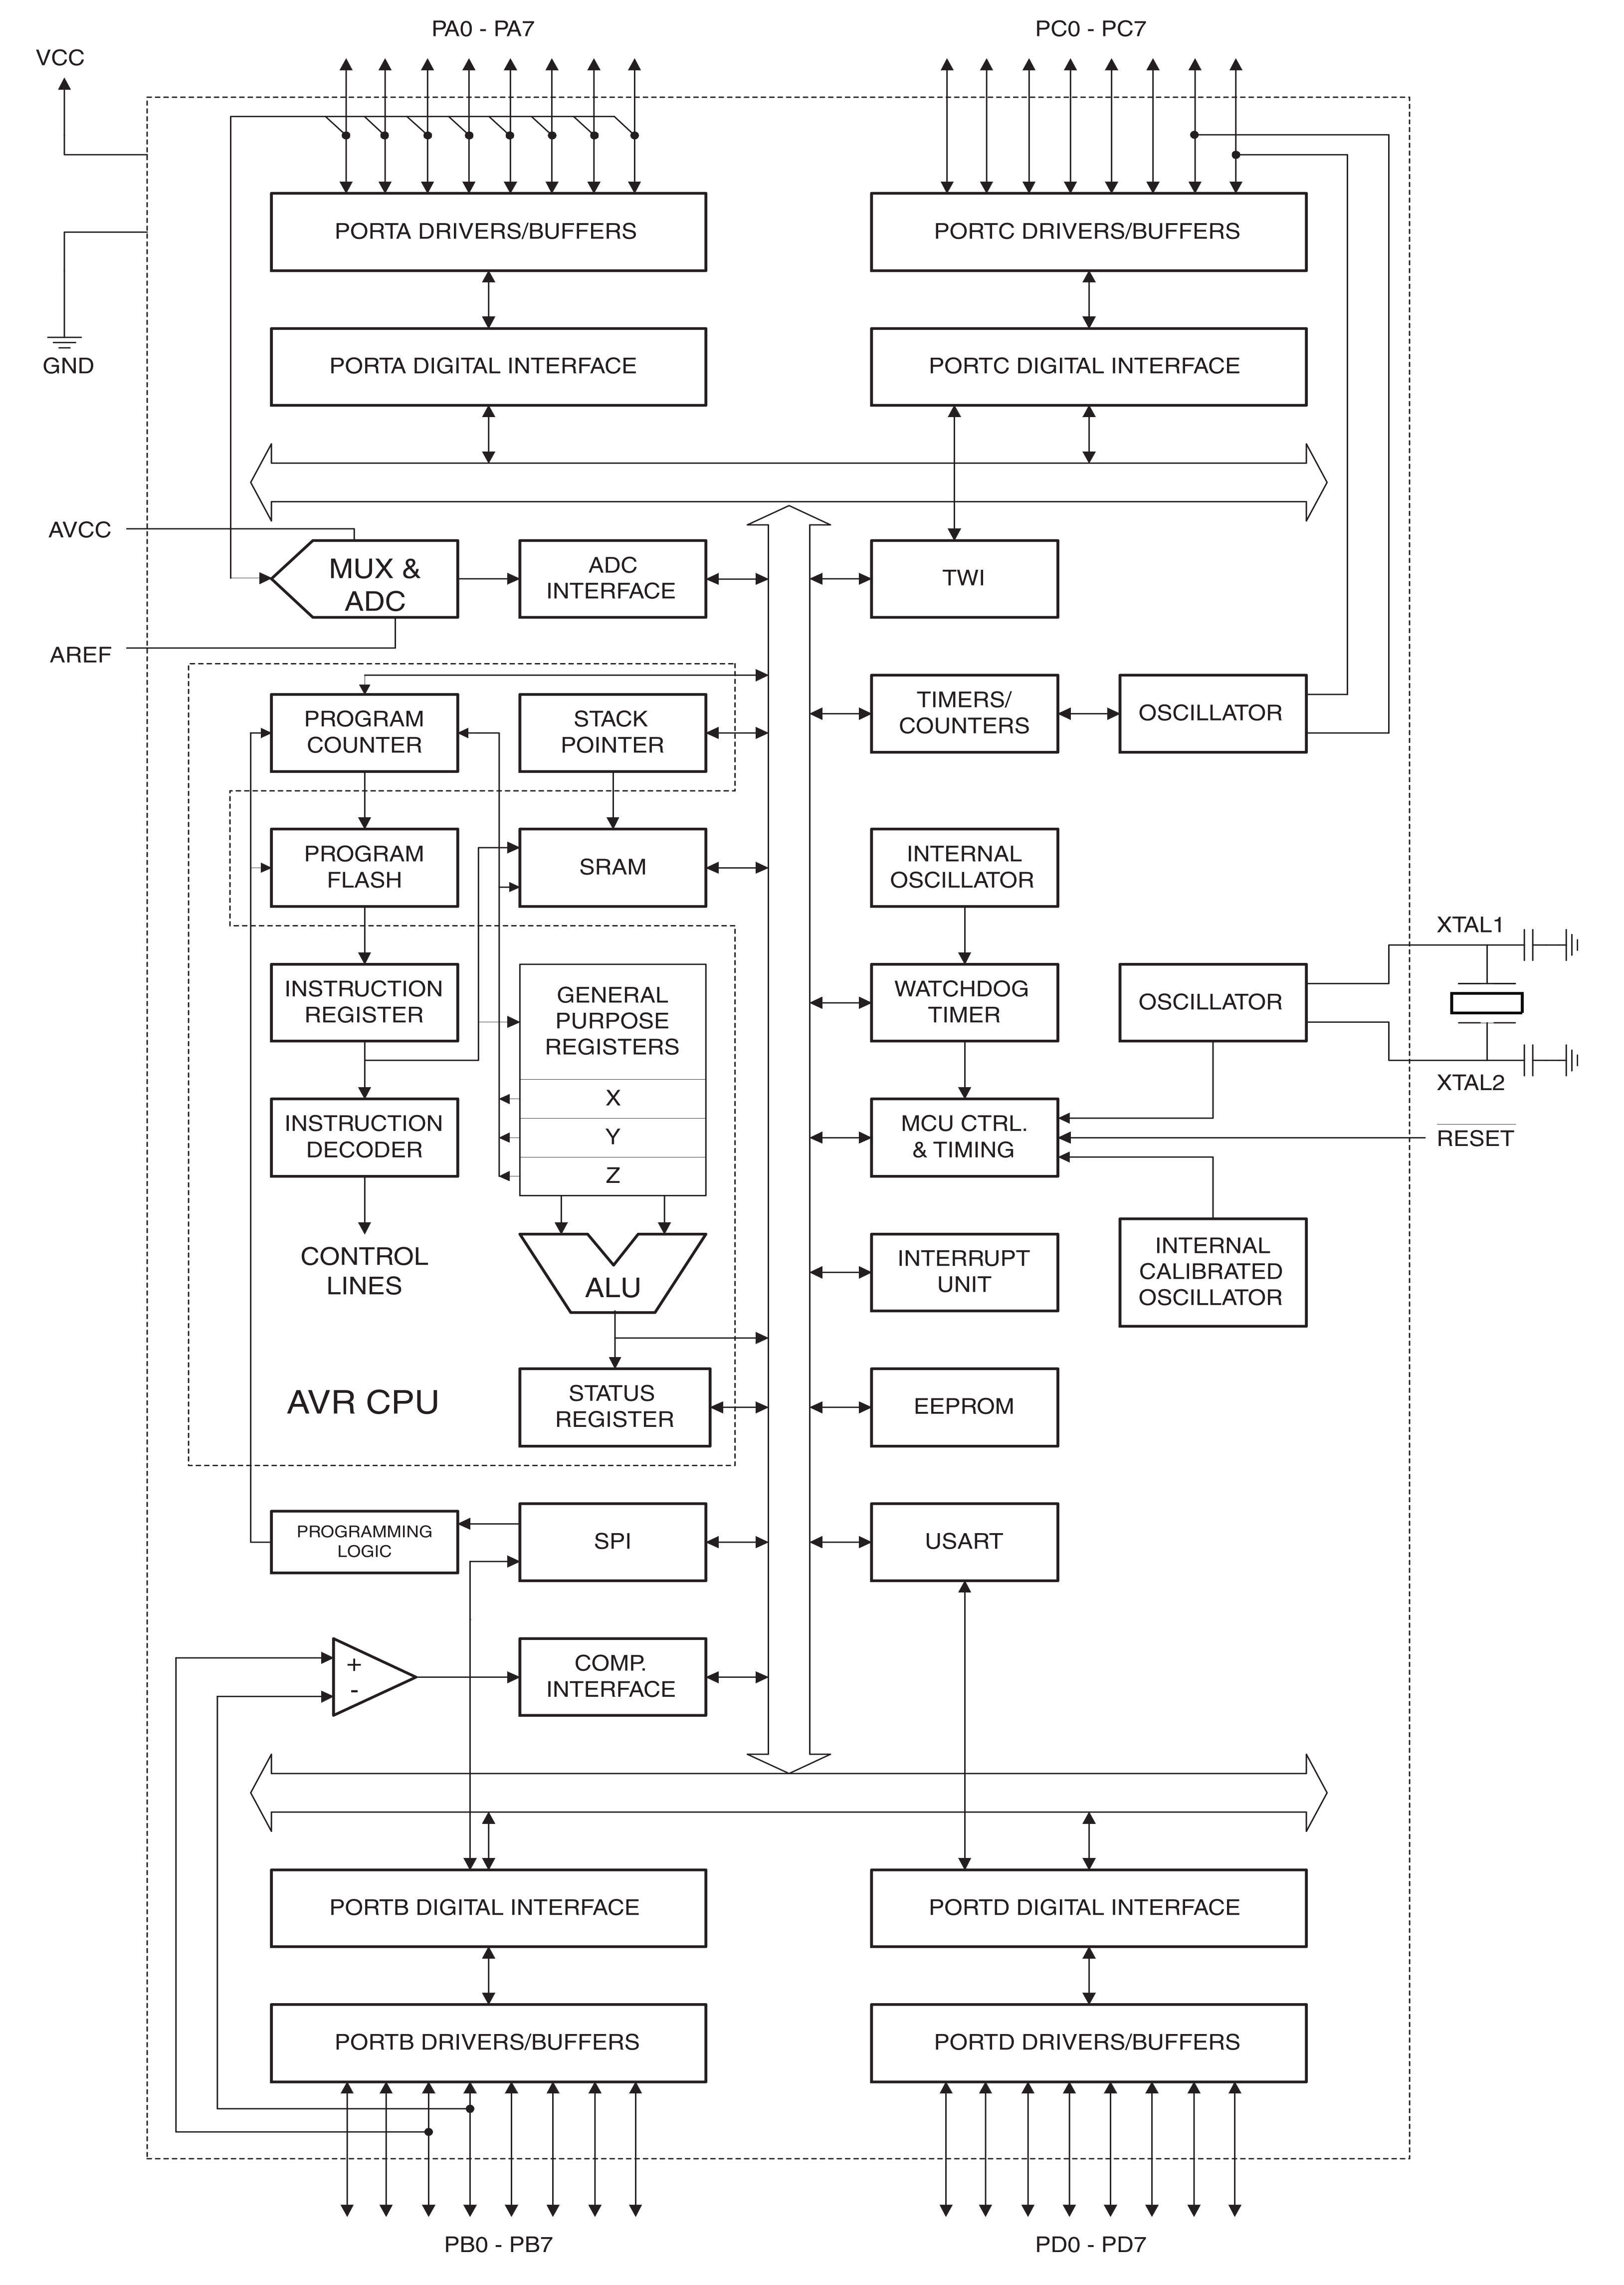 PA0 - PA7
PC0 - PC7
VCC
PORTA DRIVERS/BUFFERS
PORTC DRIVERS/BUFFERS
GND
PORTA DIGITAL INTERFACE
PORTC DIGITAL INTERFACE
AVCC
MUX &
ADC
ADC
INTERFACE
TWI
AREF
PROGRAM
COUNTER
STACK
POINTER
TIMERS/
COUNTERS
OSCILLATOR
PROGRAM
FLASH
SRAM
INTERNAL
OSCILLATOR
XTAL1
INSTRUCTION
REGISTER
GENERAL
PURPOSE
REGISTERS
WATCHDOG
TIMER
OSCILLATOR
XTAL2
X
Y
Z
INSTRUCTION
DECODER
MCU CTRL.
& TIMING
RESET
CONTROL
LINES
ALU
INTERRUPT
UNIT
INTERNAL
CALIBRATED
OSCILLATOR
AVR CPU
STATUS
REGISTER
EEPROM
PROGRAMMING
LOGIC
SPI
USART
+
-
COMP.
INTERFACE
PORTB DIGITAL INTERFACE
PORTD DIGITAL INTERFACE
PORTB DRIVERS/BUFFERS
PORTD DRIVERS/BUFFERS
PB0 - PB7
PD0 - PD7